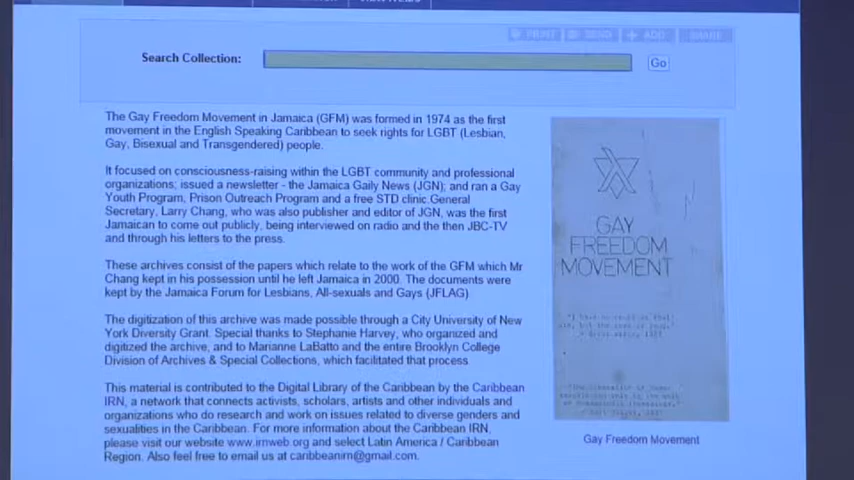 PRINT SEND ADD SHARE
Search Collection:
Go
The Gay Freedom Movement in Jamaica (GFM) was formed in 1974 as the first
movement in the English Speaking Caribbean to seek rights for LGBT (Lesbian,
Gay, Bisexual and Transgendered) people.
It focused on consciousness-raising within the LGBT community and professional
organizations; issued a newsletter - the Jamaica Gaily News (JGN); and ran a Gay
Youth Program, Prison Outreach Program and a free STD clinic.General
Secretary, Larry Chang, who was also publisher and editor of JGN, was the first
Jamaican to come out publicly, being interviewed on radio and the then JBC-TV
and through his letters to the press.
These archives consist of the papers which relate to the work of the GFM which Mr
Chang kept in his possession until he left Jamaica in 2000. The documents were
kept by the Jamaica Forum for Lesbians, All-sexuals and Gays (JFLAG)
The digitization of this archive was made possible through a City University of New
York Diversity Grant. Special thanks to Stephanie Harvey, who organized and
digitized the archive, and to Marianne LaBatto and the entire Brooklyn College
Division of Archives & Special Collections, which facilitated that process
This material is contributed to the Digital Library of the Caribbean by the Caribbean
IRN, a network that connects activists, scholars, artists and other individuals and
organizations who do research and work on issues related to diverse genders and
sexualities in the Caribbean. For more information about the Caribbean IRN,
please visit our website www.irnweb.org and select Latin America / Caribbean
Region. Also feel free to email us at caribbeanirn@gmail.com.
GAY
FREEDOM
MOVEMENT
Gay Freedom Movement